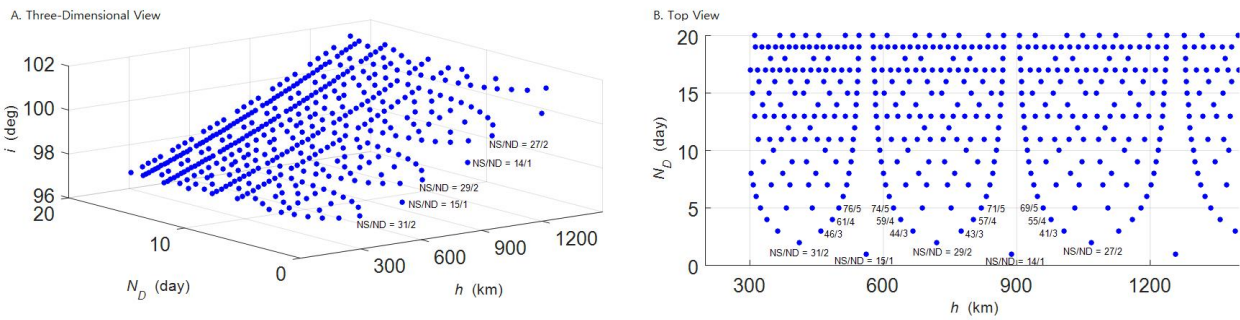 A. Three-Dimensional View
102
100
98
96
i (deg)
20
10
0
N_D (day)
300
600
900
1200
h (km)
NS/ND = 27/2
NS/ND = 14/1
NS/ND = 29/2
NS/ND = 15/1
NS/ND = 31/2
B. Top View
20
15
10
5
0
N_D (day)
76/5
74/5
71/5
69/5
61/4
59/4
57/4
55/4
46/3
44/3
43/3
41/3
NS/ND = 31/2
NS/ND = 29/2
NS/ND = 27/2
NS/ND = 15/1
NS/ND = 14/1
300
600
900
1200
h (km)